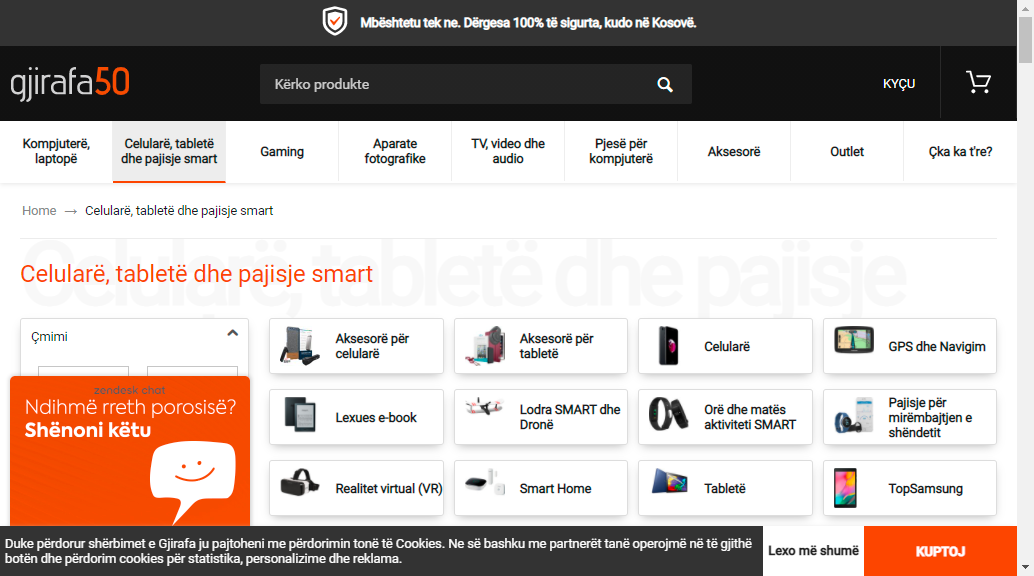 Mbështetu tek ne. Dërgesa 100% të sigurta, kudo në Kosovë.
gjirafa50
Kërko produkte
KYÇU
Kompjuterë, laptopë
Celularë, tabletë dhe pajisje smart
Gaming
Aparate fotografike
TV, video dhe audio
Pjesë për kompjuterë
Aksesorë
Outlet
Çka ka t're?
Home → Celularë, tabletë dhe pajisje smart
Celularë, tabletë dhe pajisje
Celularë, tabletë dhe pajisje smart
Çmimi
Aksesorë për celularë
Aksesorë për tabletë
Celularë
GPS dhe Navigim
Lexues e-book
Lodra SMART dhe Dronë
Orë dhe matës aktiviteti SMART
Pajisje për mirëmbajtjen e shëndetit
Realitet virtual (VR)
Smart Home
Tabletë
TopSamsung
zendesk chat
Ndihmë rreth porosisë?
Shënoni këtu
Duke përdorur shërbimet e Gjirafa ju pajtoheni me përdorimin tonë të Cookies. Ne së bashku me partnerët tanë operojmë në të gjithë
botën dhe përdorim cookies për statistika, personalizime dhe reklama.
Lexo më shumë
KUPTOJ